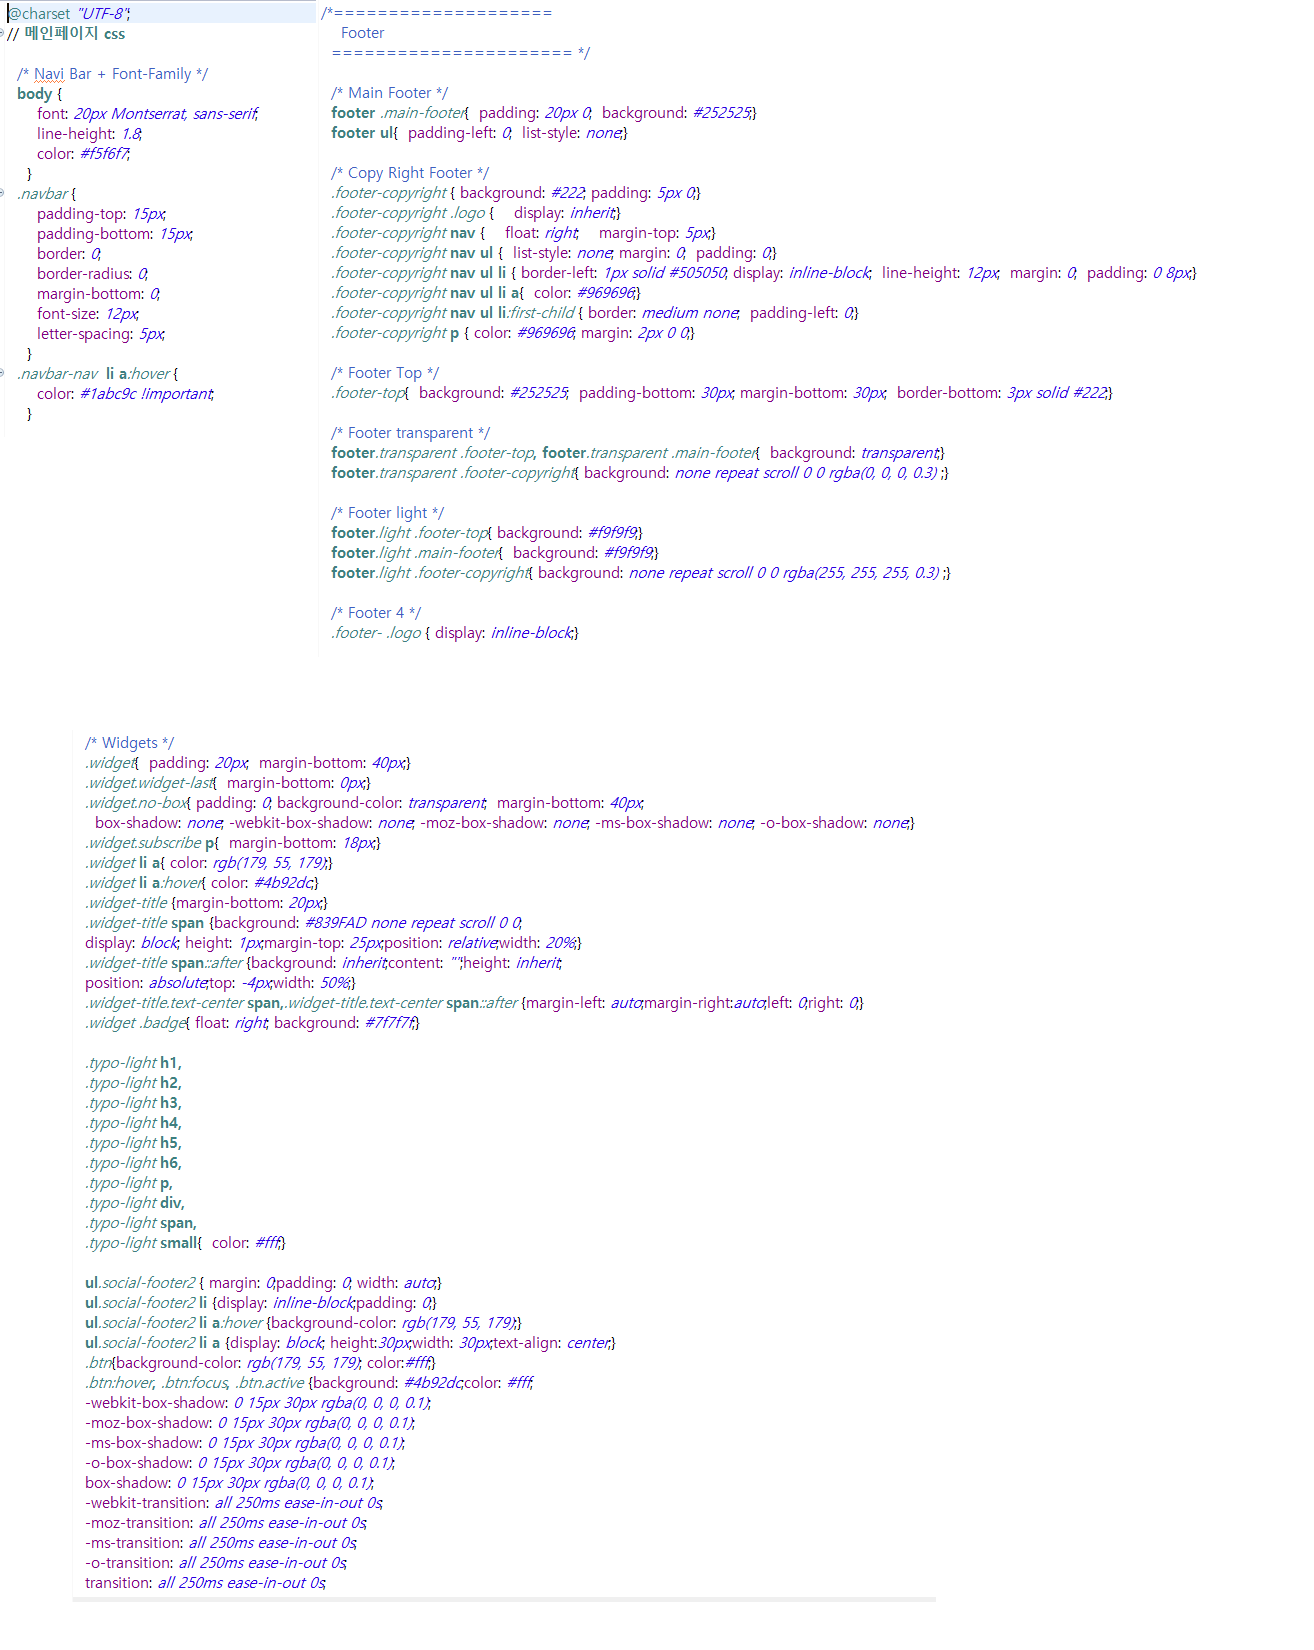 @charset "UTF-8";
// 메인페이지 css
/* Navi Bar + Font-Family */
body {
font: 20px Montserrat, sans-serif;
line-height: 1.8;
color: #f5f6f7;
}
.navbar {
padding-top: 15px;
padding-bottom: 15px;
border: 0;
border-radius: 0;
margin-bottom: 0;
font-size: 12px;
letter-spacing: 5px;
}
.navbar-nav  li a:hover {
color: #1abc9c !important;
}
/*====================
Footer
====================== */
/* Main Footer */
footer .main-footer{  padding: 20px 0;  background: #252525;}
footer ul{  padding-left: 0;  list-style: none;}
/* Copy Right Footer */
.footer-copyright { background: #222; padding: 5px 0;}
.footer-copyright .logo {    display: inherit;}
.footer-copyright nav {    float: right;    margin-top: 5px;}
.footer-copyright nav ul {  list-style: none; margin: 0;  padding: 0;}
.footer-copyright nav ul li { border-left: 1px solid #505050; display: inline-block;  line-height: 12px;  margin: 0;  padding: 0 8px;}
.footer-copyright nav ul li a{  color: #969696;}
.footer-copyright nav ul li:first-child { border: medium none;  padding-left: 0;}
.footer-copyright p { color: #969696; margin: 2px 0 0;}
/* Footer Top */
.footer-top{  background: #252525;  padding-bottom: 30px; margin-bottom: 30px;  border-bottom: 3px solid #222;}
/* Footer transparent */
footer.transparent .footer-top, footer.transparent .main-footer{  background: transparent;}
footer.transparent .footer-copyright{ background: none repeat scroll 0 0 rgba(0, 0, 0, 0.3) ;}
/* Footer light */
footer.light .footer-top{ background: #f9f9f9;}
footer.light .main-footer{  background: #f9f9f9;}
footer.light .footer-copyright{ background: none repeat scroll 0 0 rgba(255, 255, 255, 0.3) ;}
/* Footer 4 */
.footer- .logo { display: inline-block;}
/* Widgets */
.widget{  padding: 20px;  margin-bottom: 40px;}
.widget.widget-last{  margin-bottom: 0px;}
.widget.no-box{ padding: 0; background-color: transparent;  margin-bottom: 40px;
box-shadow: none; -webkit-box-shadow: none; -moz-box-shadow: none; -ms-box-shadow: none; -o-box-shadow: none;}
.widget.subscribe p{  margin-bottom: 18px;}
.widget li a{ color: rgb(179, 55, 179);}
.widget li a:hover{ color: #4b92dc;}
.widget-title {margin-bottom: 20px;}
.widget-title span {background: #839FAD none repeat scroll 0 0;
display: block; height: 1px;margin-top: 25px;position: relative;width: 20%;}
.widget-title span::after {background: inherit;content: "";height: inherit;
position: absolute;top: -4px;width: 50%;}
.widget-title.text-center span,.widget-title.text-center span::after {margin-left: auto;margin-right:auto;left: 0;right: 0;}
.widget .badge{ float: right; background: #7f7f7f;}
.typo-light h1,
.typo-light h2,
.typo-light h3,
.typo-light h4,
.typo-light h5,
.typo-light h6,
.typo-light p,
.typo-light div,
.typo-light span,
.typo-light small{  color: #fff;}
ul.social-footer2 { margin: 0;padding: 0; width: auto;}
ul.social-footer2 li {display: inline-block;padding: 0;}
ul.social-footer2 li a:hover {background-color: rgb(179, 55, 179);}
ul.social-footer2 li a {display: block; height:30px;width: 30px;text-align: center;}
.btn{background-color: rgb(179, 55, 179); color:#fff;}
.btn:hover, .btn:focus, .btn.active {background: #4b92dc;color: #fff;
-webkit-box-shadow: 0 15px 30px rgba(0, 0, 0, 0.1);
-moz-box-shadow: 0 15px 30px rgba(0, 0, 0, 0.1);
-ms-box-shadow: 0 15px 30px rgba(0, 0, 0, 0.1);
-o-box-shadow: 0 15px 30px rgba(0, 0, 0, 0.1);
box-shadow: 0 15px 30px rgba(0, 0, 0, 0.1);
-webkit-transition: all 250ms ease-in-out 0s;
-moz-transition: all 250ms ease-in-out 0s;
-ms-transition: all 250ms ease-in-out 0s;
-o-transition: all 250ms ease-in-out 0s;
transition: all 250ms ease-in-out 0s;